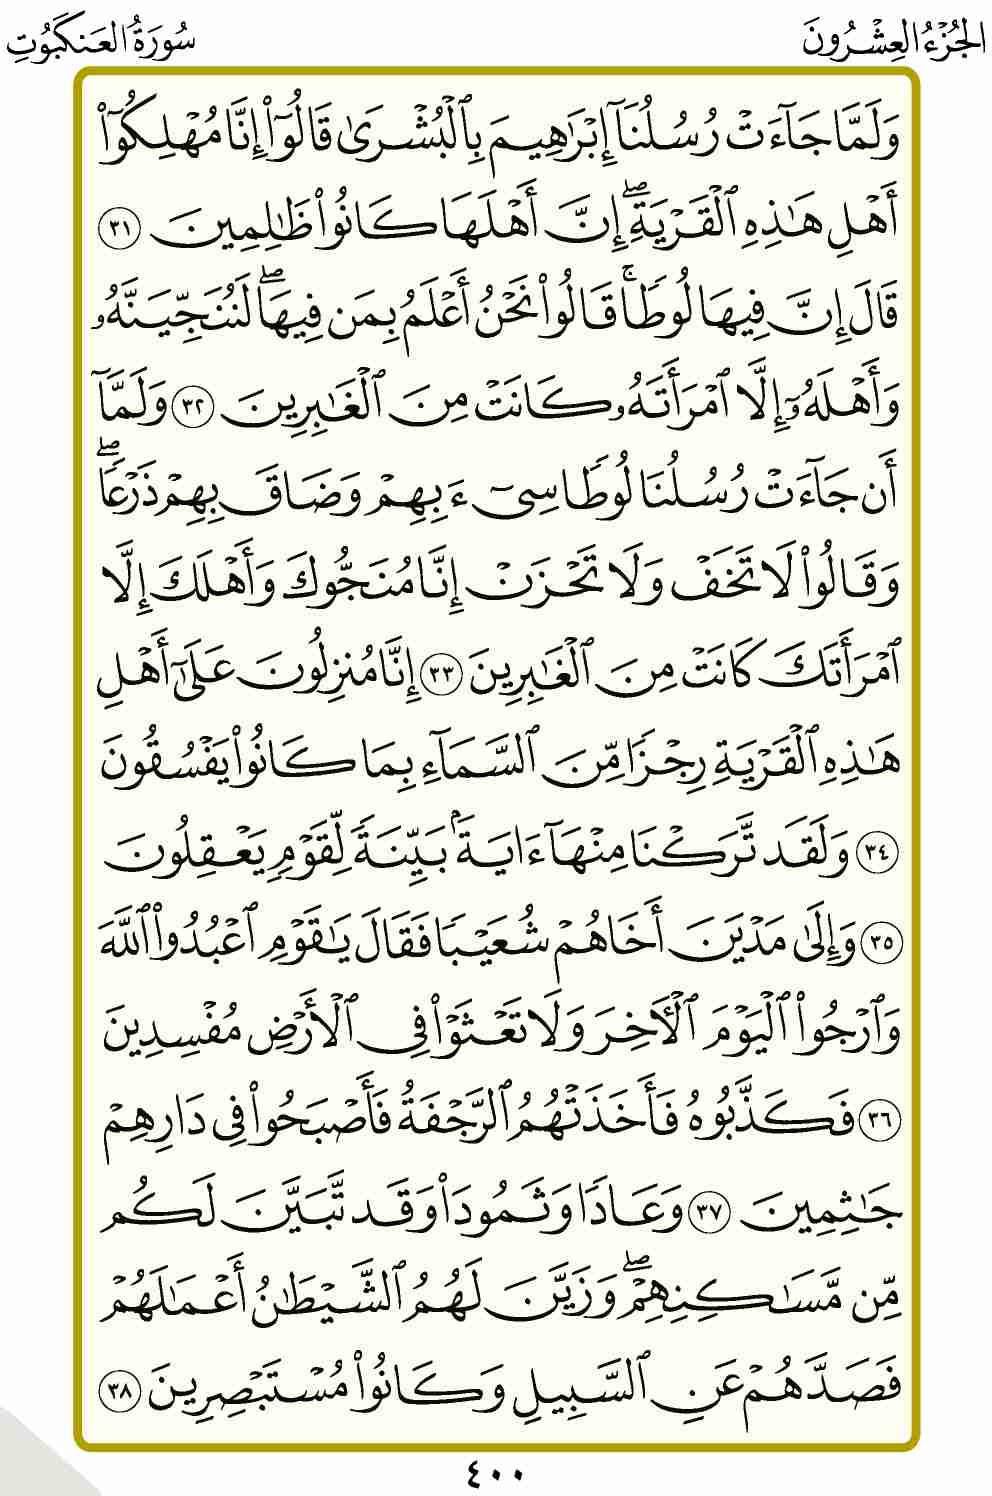 الجُزْءُ العِشْرُونَ
سُورَةُ العَنكَبُوتِ
وَلَمَّا جَآءَتْ رُسُلُنَآ إِبْرَٰهِيمَ بِٱلْبُشْرَىٰ قَالُوٓا۟ إِنَّا مُهْلِكُوٓا۟
أَهْلِ هَٰذِهِ ٱلْقَرْيَةِ ۖ إِنَّ أَهْلَهَا كَانُوا۟ ظَٰلِمِينَ ٣١
قَالَ إِنَّ فِيهَا لُوطًا ۚ قَالُوا۟ نَحْنُ أَعْلَمُ بِمَن فِيهَا ۖ لَنُنَجِّيَنَّهُۥ
وَأَهْلَهُۥٓ إِلَّا ٱمْرَأَتَهُۥ كَانَتْ مِنَ ٱلْغَٰبِرِينَ ٣٢ وَلَمَّآ
أَن جَآءَتْ رُسُلُنَا لُوطًا سِىٓءَ بِهِمْ وَضَاقَ بِهِمْ ذَرْعًا ۖ
وَقَالُوا۟ لَا تَخَفْ وَلَا تَحْزَنْ إِنَّا مُنَجُّوكَ وَأَهْلَكَ إِلَّا
ٱمْرَأَتَكَ كَانَتْ مِنَ ٱلْغَٰبِرِينَ ٣٣ إِنَّا مُنزِلُونَ عَلَىٰٓ أَهْلِ
هَٰذِهِ ٱلْقَرْيَةِ رِجْزًا مِّنَ ٱلسَّمَآءِ بِمَا كَانُوا۟ يَفْسُقُونَ
٣٤ وَلَقَد تَّرَكْنَا مِنْهَآ ءَايَةًۢ بَيِّنَةً لِّقَوْمٍ يَعْقِلُونَ
٣٥ وَإِلَىٰ مَدْيَنَ أَخَاهُمْ شُعَيْبًا فَقَالَ يَٰقَوْمِ ٱعْبُدُوا۟ ٱللَّهَ
وَٱرْجُوا۟ ٱلْيَوْمَ ٱلْـَٔاخِرَ وَلَا تَعْثَوْا۟ فِى ٱلْأَرْضِ مُفْسِدِينَ
٣٦ فَكَذَّبُوهُ فَأَخَذَتْهُمُ ٱلرَّجْفَةُ فَأَصْبَحُوا۟ فِى دَارِهِمْ
جَٰثِمِينَ ٣٧ وَعَادًا وَثَمُودَا۟ وَقَد تَّبَيَّنَ لَكُم
مِّن مَّسَٰكِنِهِمْ ۖ وَزَيَّنَ لَهُمُ ٱلشَّيْطَٰنُ أَعْمَٰلَهُمْ
فَصَدَّهُمْ عَنِ ٱلسَّبِيلِ وَكَانُوا۟ مُسْتَبْصِرِينَ ٣٨
٤٠٠